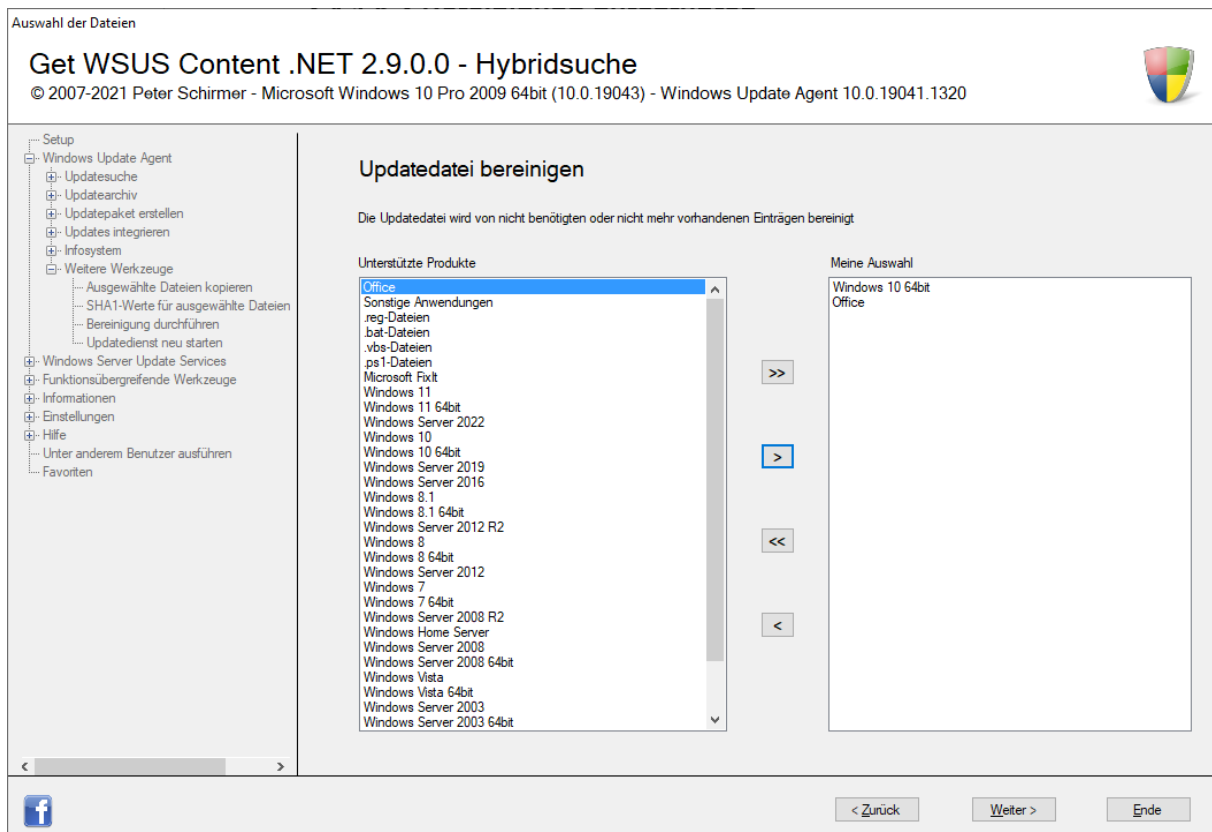 Auswahl der Dateien
Get WSUS Content .NET 2.9.0.0 - Hybridsuche
© 2007-2021 Peter Schirmer - Microsoft Windows 10 Pro 2009 64bit (10.0.19043) - Windows Update Agent 10.0.19041.1320
Setup
Windows Update Agent
Updatesuche
Updatearchiv
Updatepaket erstellen
Updates integrieren
Infosystem
Weitere Werkzeuge
Ausgewählte Dateien kopieren
SHA1-Werte für ausgewählte Dateien
Bereinigung durchführen
Updatedienst neu starten
Windows Server Update Services
Funktionsübergreifende Werkzeuge
Informationen
Einstellungen
Hilfe
Unter anderem Benutzer ausführen
Favoriten
Updatedatei bereinigen
Die Updatedatei wird von nicht benötigten oder nicht mehr vorhandenen Einträgen bereinigt
Unterstützte Produkte
Office
Sonstige Anwendungen
.reg-Dateien
.bat-Dateien
.vbs-Dateien
.ps1-Dateien
Microsoft FixIt
Windows 11
Windows 11 64bit
Windows Server 2022
Windows 10
Windows 10 64bit
Windows Server 2019
Windows Server 2016
Windows 8.1
Windows 8.1 64bit
Windows Server 2012 R2
Windows 8
Windows 8 64bit
Windows Server 2012
Windows 7
Windows 7 64bit
Windows Server 2008 R2
Windows Home Server
Windows Server 2008
Windows Server 2008 64bit
Windows Vista
Windows Vista 64bit
Windows Server 2003
Windows Server 2003 64bit
>>
>
<<
<
Meine Auswahl
Windows 10 64bit
Office
< Zurück
Weiter >
Ende